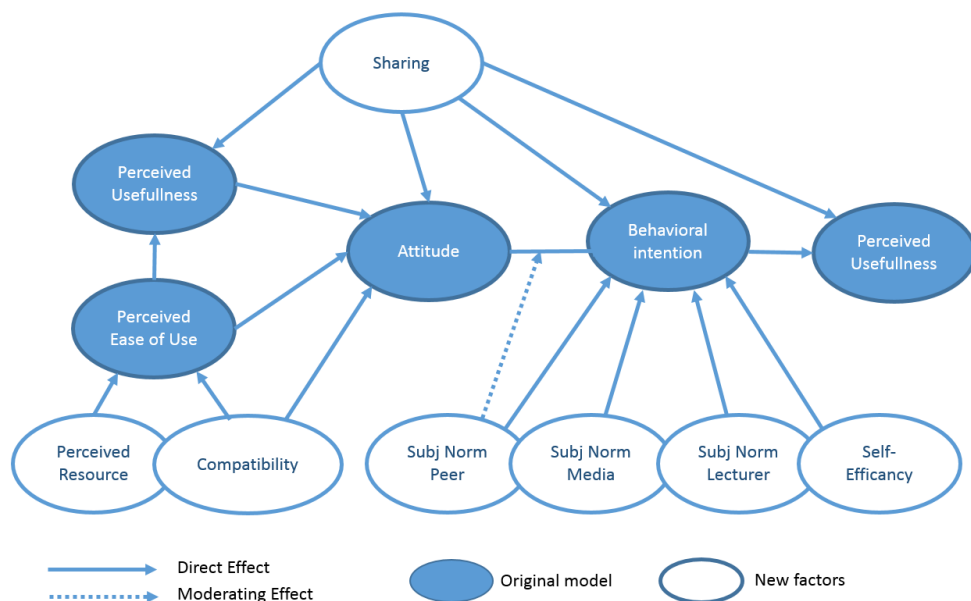 Sharing
Perceived
Usefullness
Attitude
Behavioral
intention
Perceived
Usefullness
Perceived
Ease of Use
Perceived
Resource
Compatibility
Subj Norm
Peer
Subj Norm
Media
Subj Norm
Lecturer
Self-
Efficancy
Direct Effect
Moderating Effect
Original model
New factors